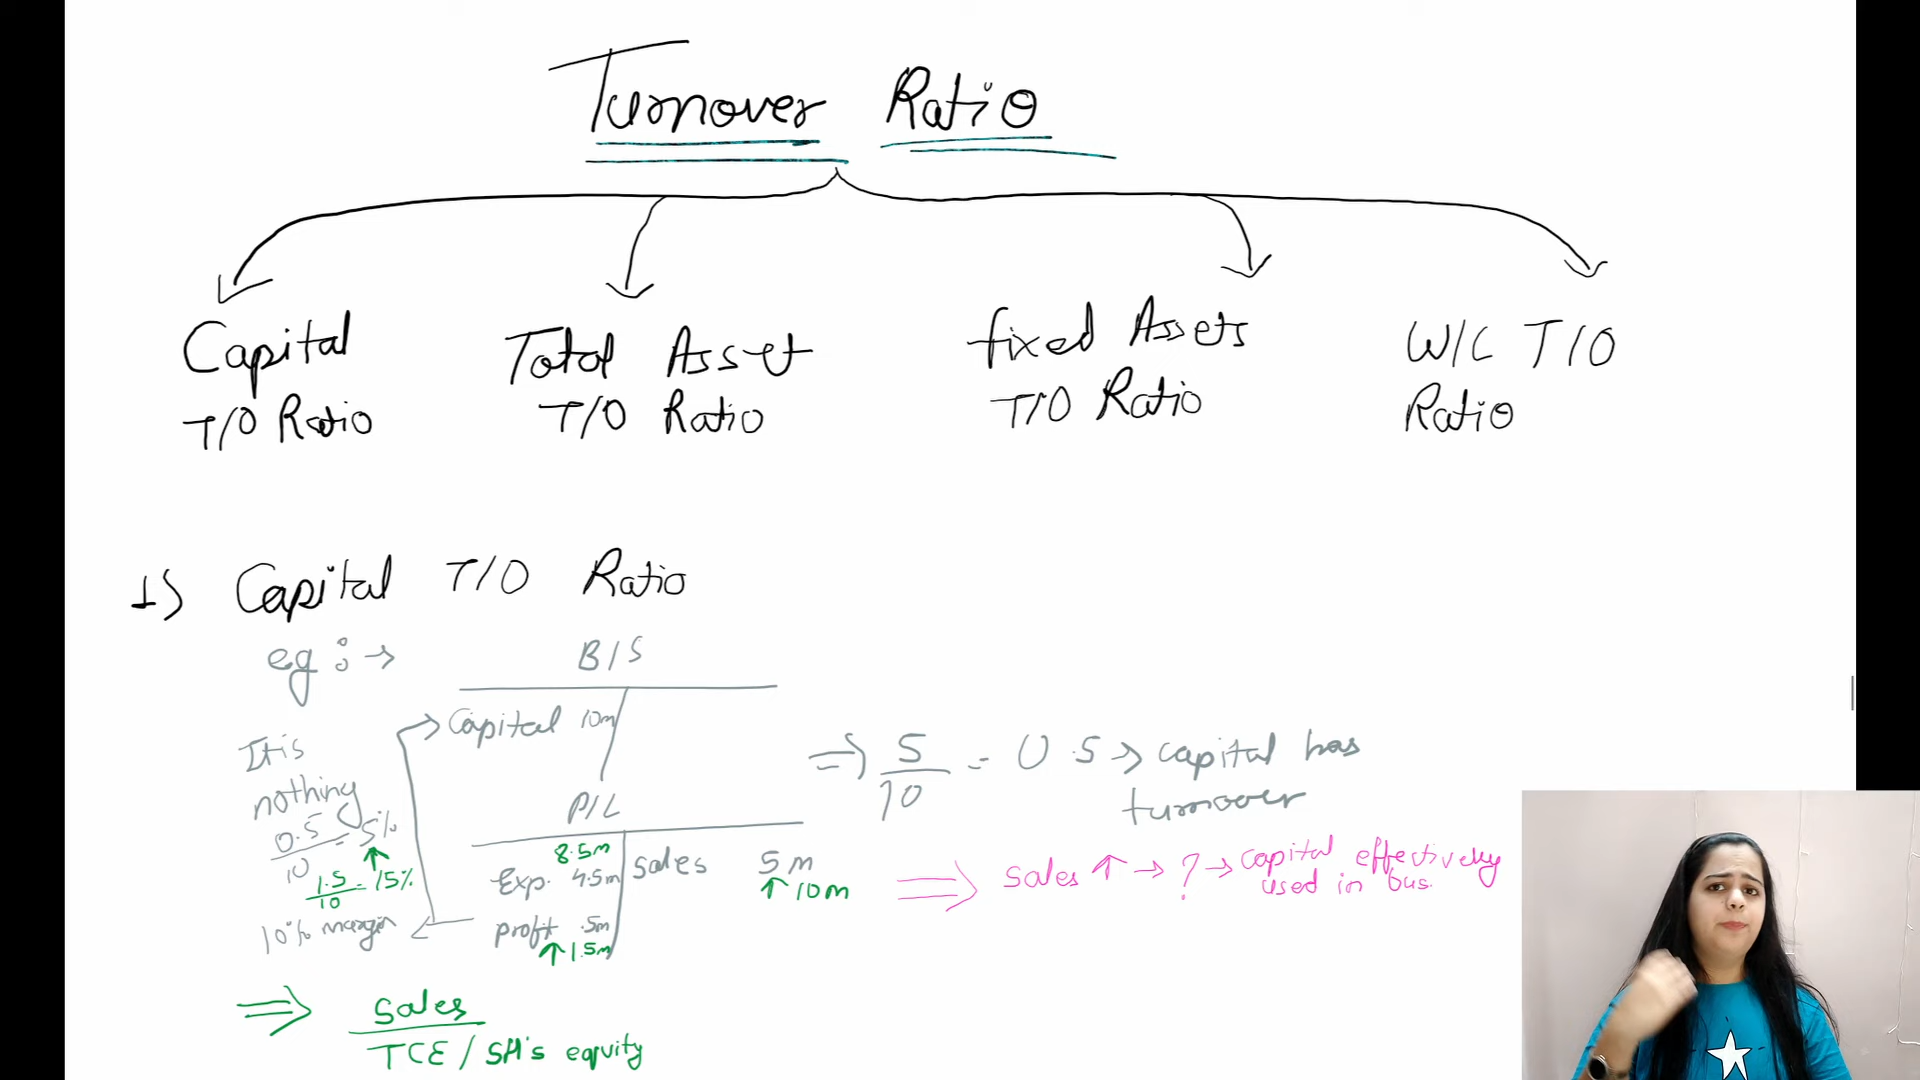 Turnover Ratio
Capital
T/O Ratio
Total Asset
T/O Ratio
fixed Assets
T/O Ratio
W/C T/O
Ratio
1) Capital T/O Ratio
eg :→
B/S
Capital 10m
It is
nothing
0.5/10 = 5%
1.5/10 = 15%
10% margin
P/L
8.5m
Exp. 4.5m
sales 5m
↑ 10m
profit .5m
↑ 1.5m
⇒ 5/10 = 0.5 → capital has
turnover
⇒ sales ↑ → ? → capital effectively
used in bus.
⇒ sales
TCE / SH's equity